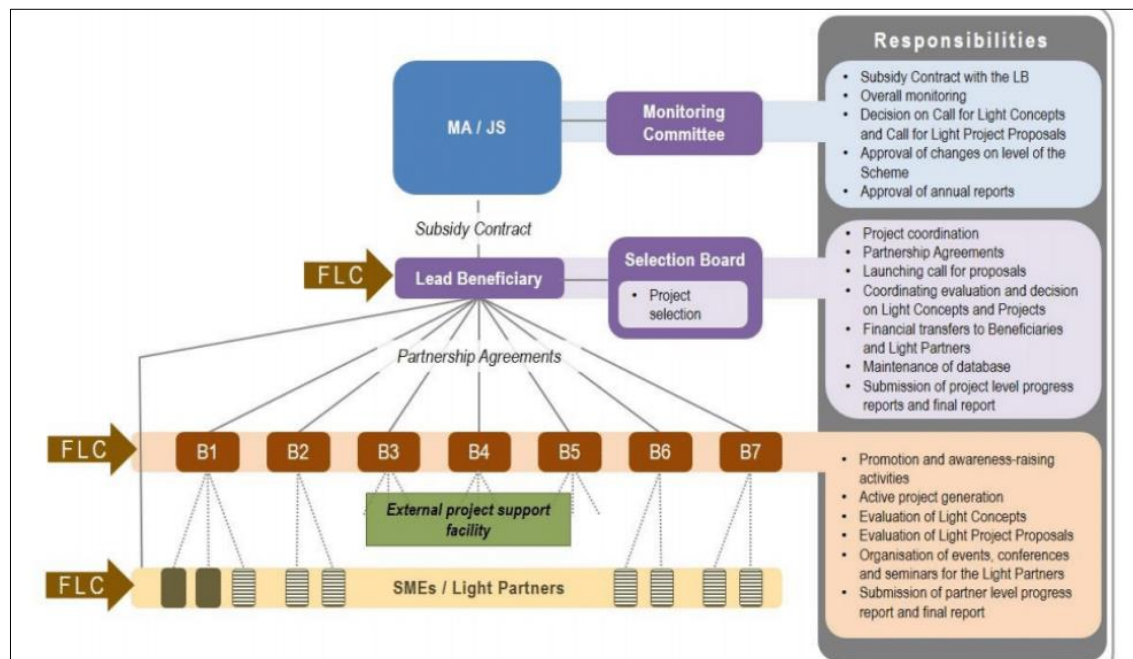 Responsibilities
MA / JS
Monitoring
Committee
• Subsidy Contract with the LB
• Overall monitoring
• Decision on Call for Light Concepts
and Call for Light Project Proposals
• Approval of changes on level of the
Scheme
• Approval of annual reports
Subsidy Contract
FLC
Lead Beneficiary
Selection Board
• Project
selection
• Project coordination
• Partnership Agreements
• Launching call for proposals
• Coordinating evaluation and decision
on Light Concepts and Projects
• Financial transfers to Beneficiaries
and Light Partners
• Maintenance of database
• Submission of project level progress
reports and final report
Partnership Agreements
FLC
B1 B2 B3 B4 B5 B6 B7
External project support
facility
• Promotion and awareness-raising
activities
• Active project generation
• Evaluation of Light Concepts
• Evaluation of Light Project Proposals
• Organisation of events, conferences
and seminars for the Light Partners
• Submission of partner level progress
report and final report
FLC
SMEs / Light Partners